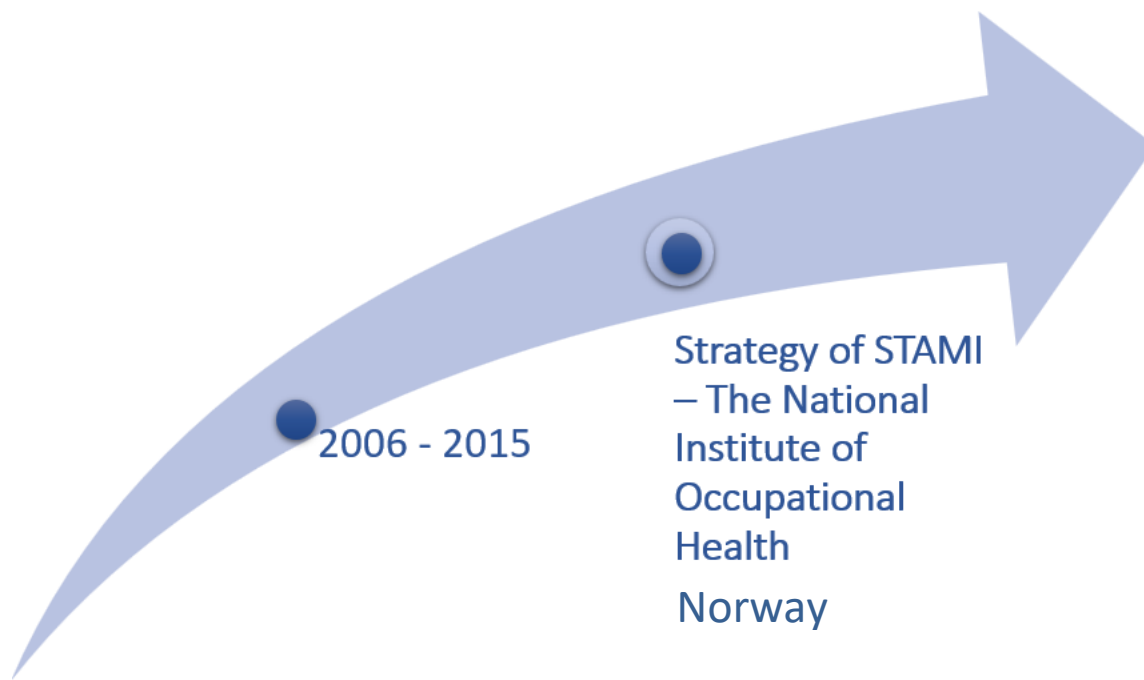 2006 - 2015
Strategy of STAMI
– The National
Institute of
Occupational
Health
Norway